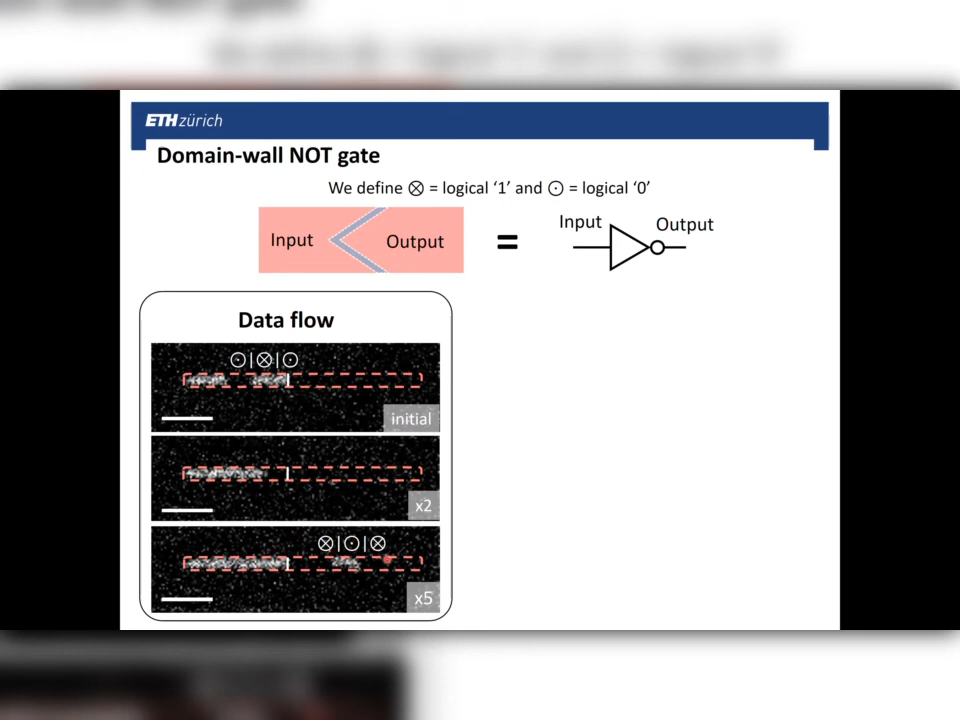 ETH zürich
Domain-wall NOT gate
We define ⊗ = logical ‘1’ and ⊙ = logical ‘0’
Input Output = Input Output
Data flow
⊙|⊗|⊙
initial
x2
⊗|⊙|⊗
x5